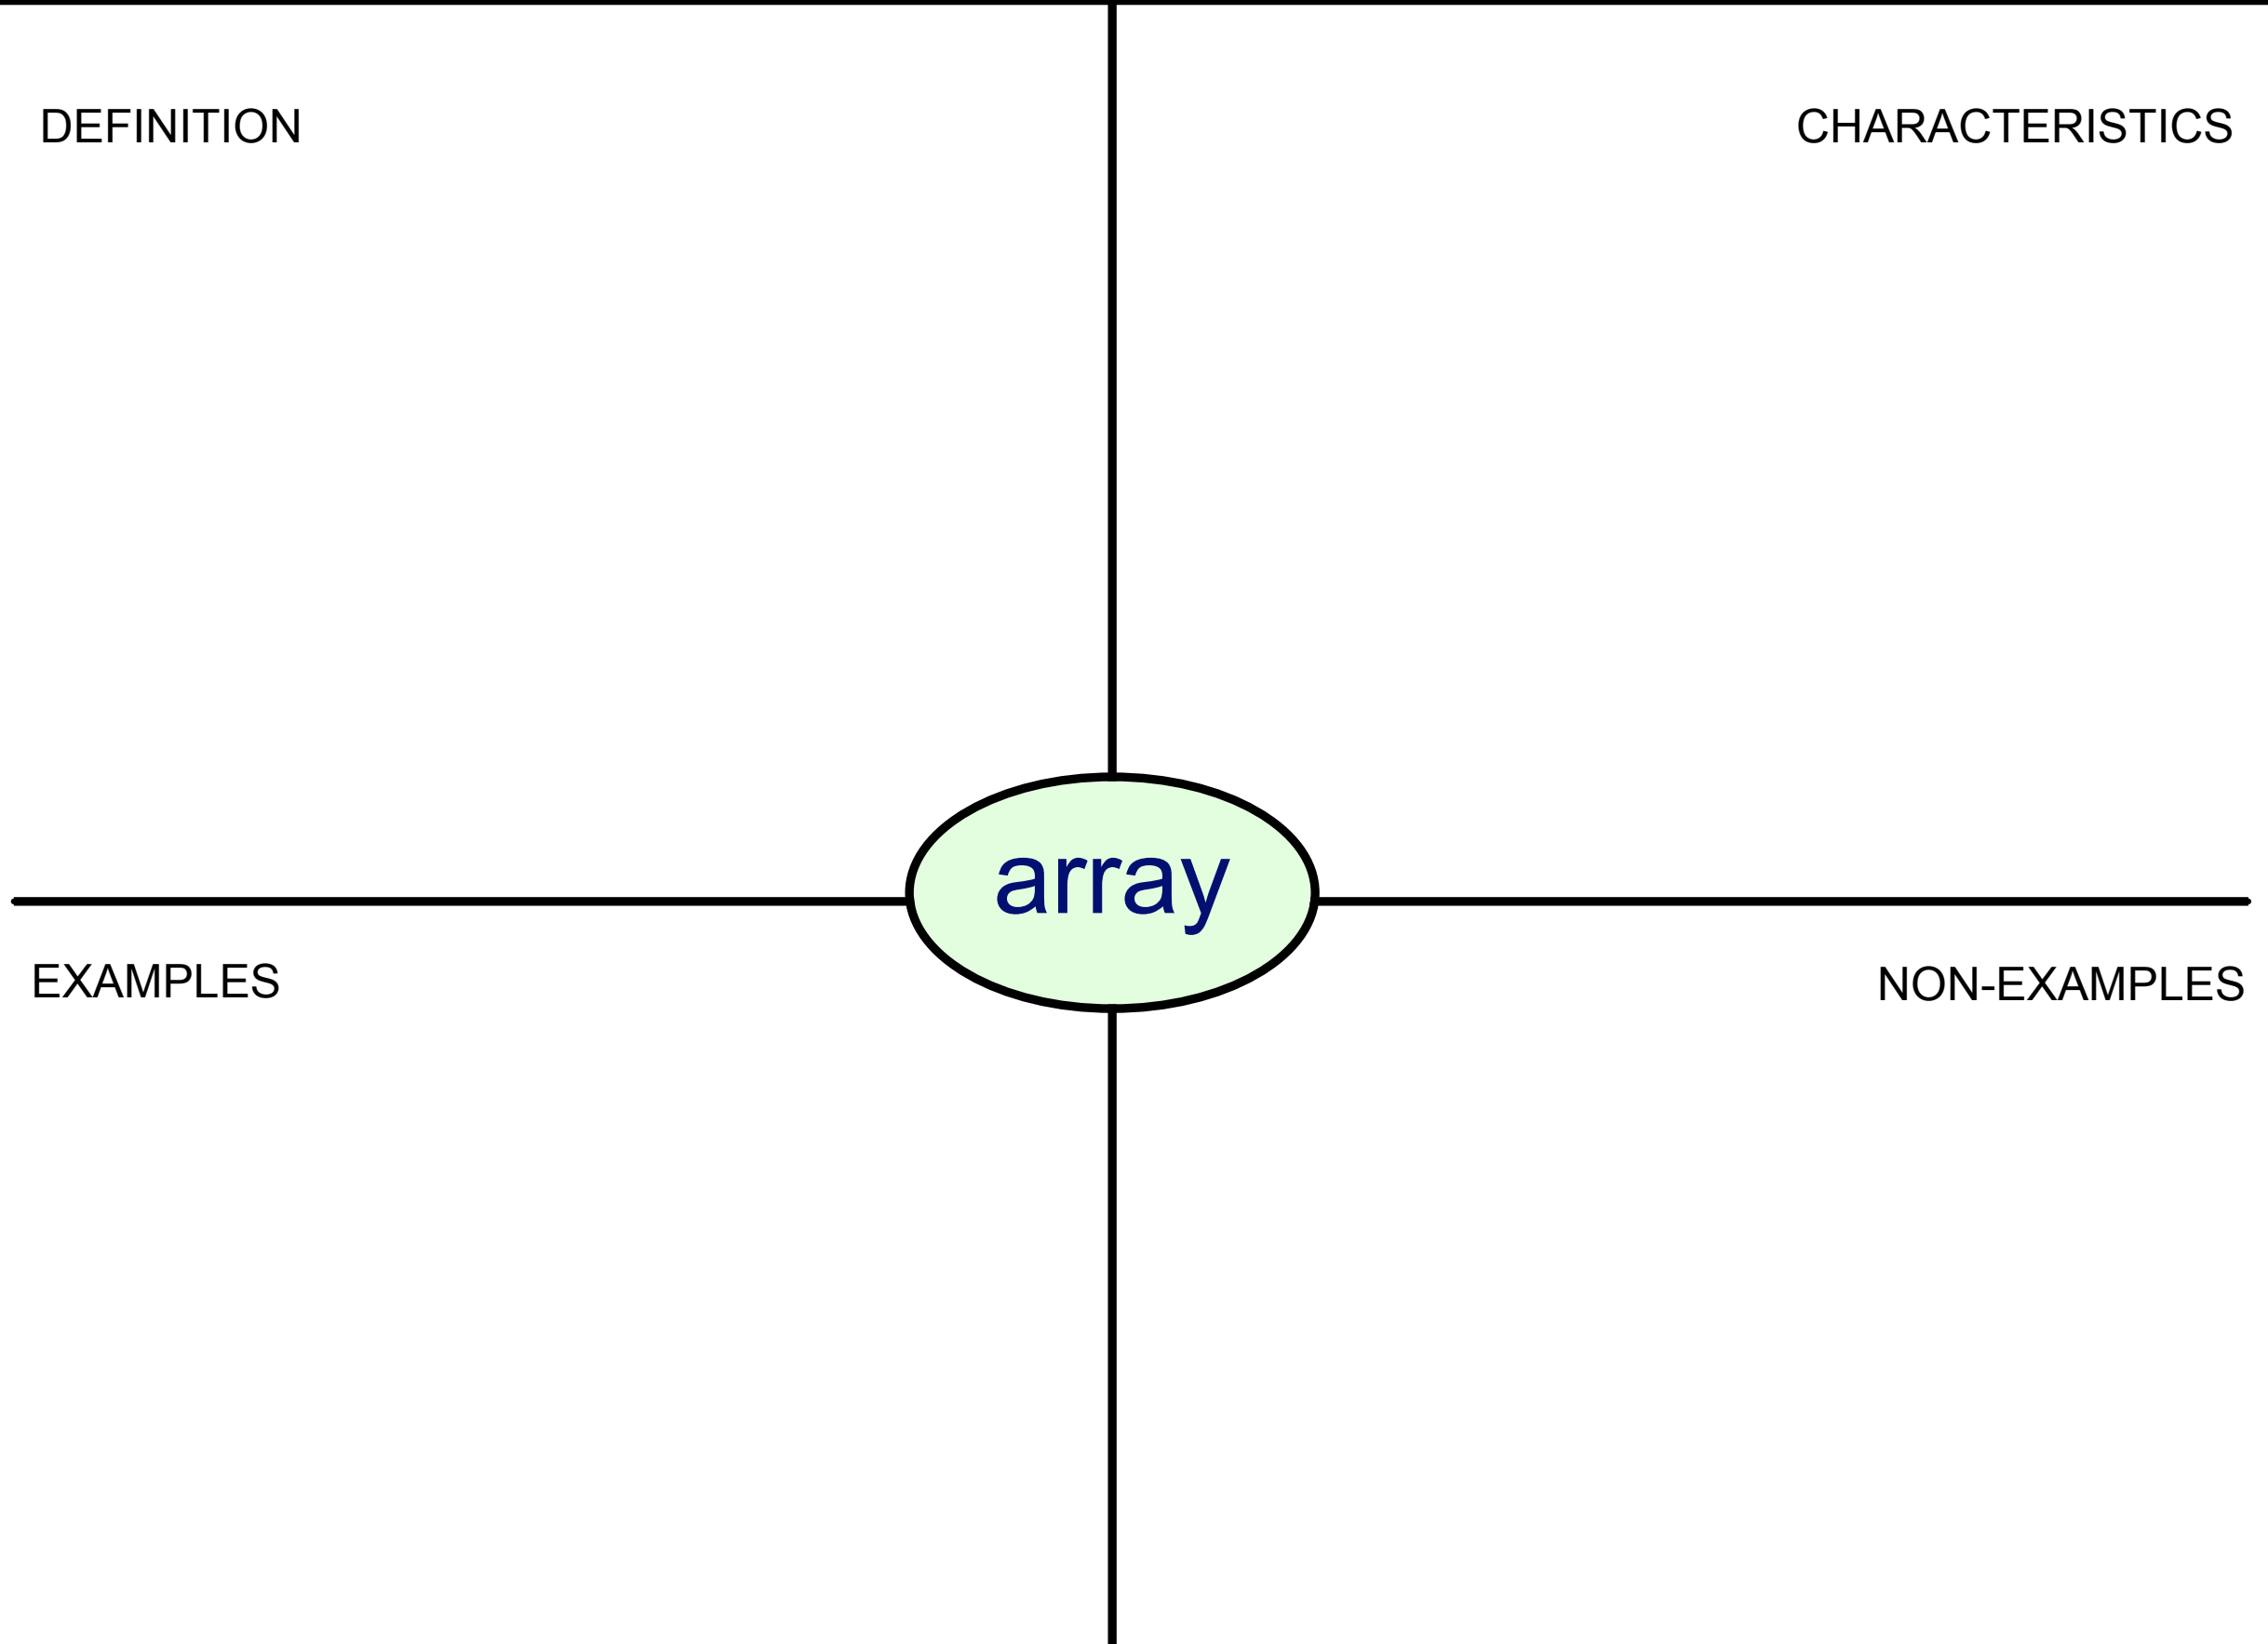 DEFINITION
CHARACTERISTICS
array
EXAMPLES
NON-EXAMPLES